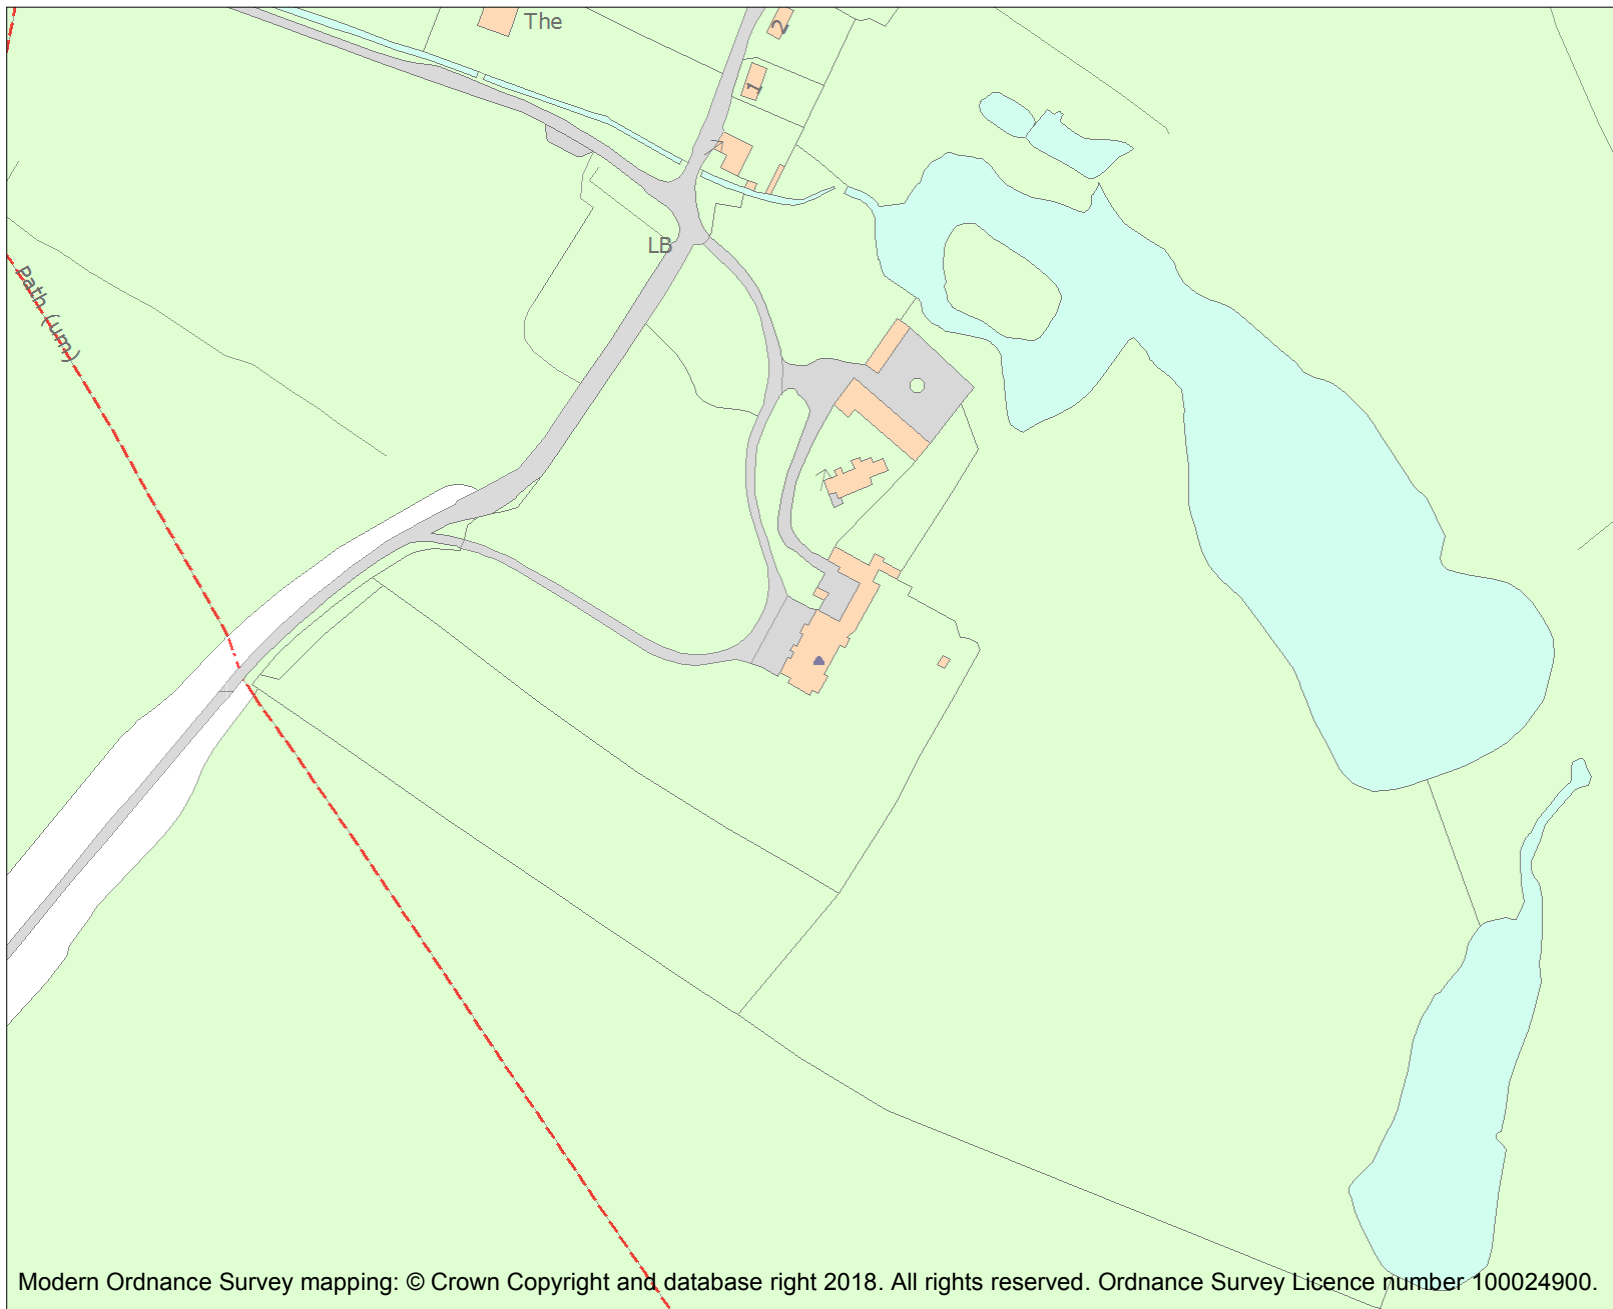 The
2
1
LB
Path (um)
Modern Ordnance Survey mapping: © Crown Copyright and database right 2018. All rights reserved. Ordnance Survey Licence number 100024900.